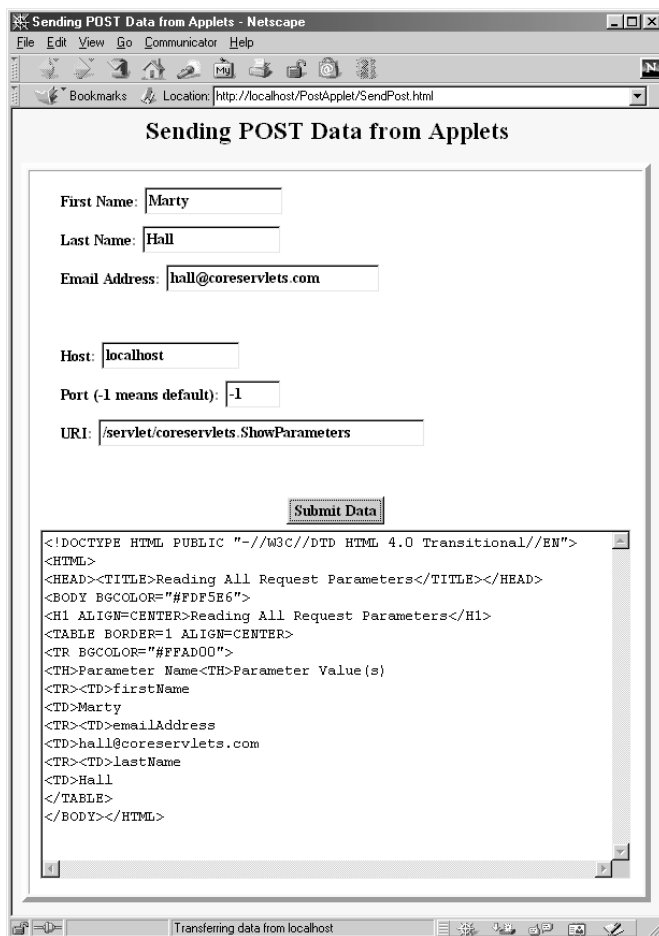 Sending POST Data from Applets - Netscape
File Edit View Go Communicator Help
My
N
Bookmarks Location: http://localhost/PostApplet/SendPost.html
Sending POST Data from Applets
First Name: Marty
Last Name: Hall
Email Address: hall@coreservlets.com
Host: localhost
Port (-1 means default): -1
URI: /servlet/coreservlets.ShowParameters
Submit Data
<!DOCTYPE HTML PUBLIC "-//W3C//DTD HTML 4.0 Transitional//EN">
<HTML>
<HEAD><TITLE>Reading All Request Parameters</TITLE></HEAD>
<BODY BGCOLOR="#FDF5E6">
<H1 ALIGN=CENTER>Reading All Request Parameters</H1>
<TABLE BORDER=1 ALIGN=CENTER>
<TR BGCOLOR="#FFAD00">
<TH>Parameter Name<TH>Parameter Value(s)
<TR><TD>firstName
<TD>Marty
<TR><TD>emailAddress
<TD>hall@coreservlets.com
<TR><TD>lastName
<TD>Hall
</TABLE>
</BODY></HTML>
Transferring data from localhost